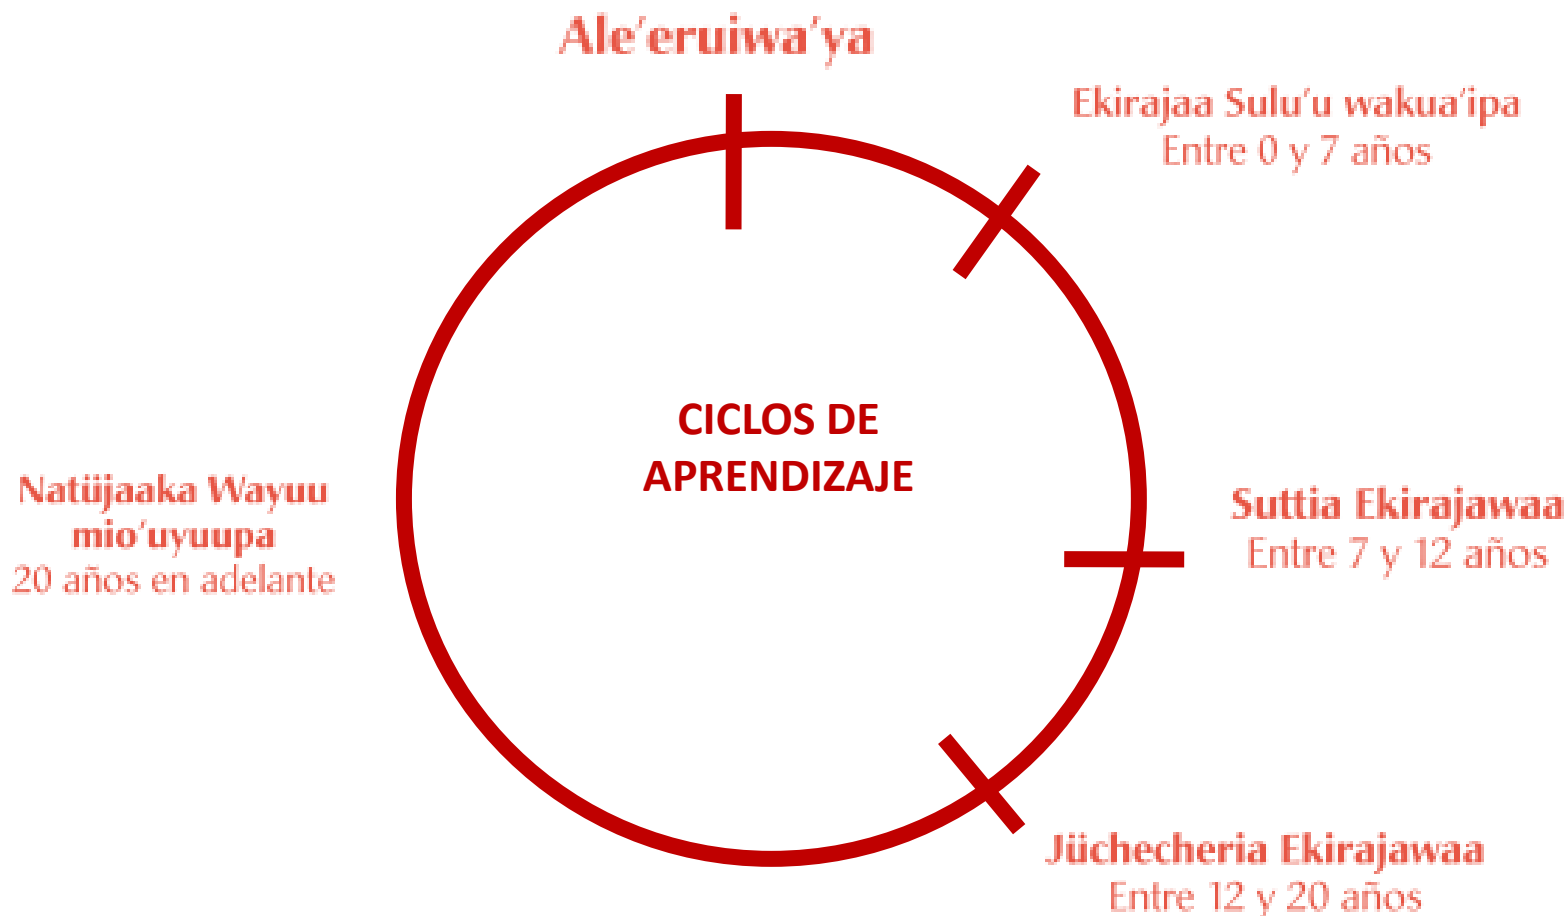 Ale'eruiwa'ya
Ekirajaa Sulu'u wakua'ipa
Entre 0 y 7 años
CICLOS DE
APRENDIZAJE
Natüjaaka Wayuu
mio'uyuupa
20 años en adelante
Suttia Ekirajawaa
Entre 7 y 12 años
Jüchecheria Ekirajawaa
Entre 12 y 20 años